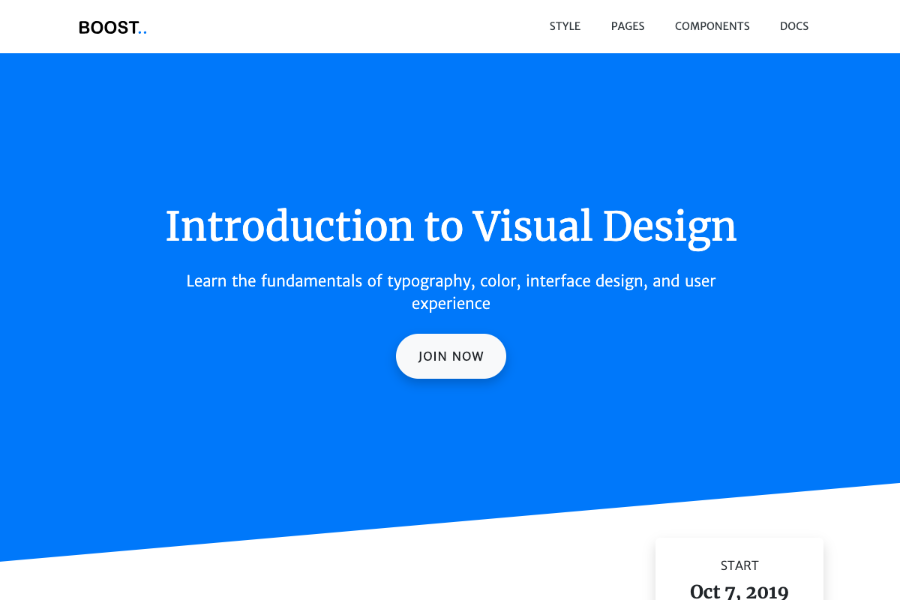 BOOST..
STYLE PAGES COMPONENTS DOCS
Introduction to Visual Design
Learn the fundamentals of typography, color, interface design, and user
experience
JOIN NOW
START
Oct 7, 2019